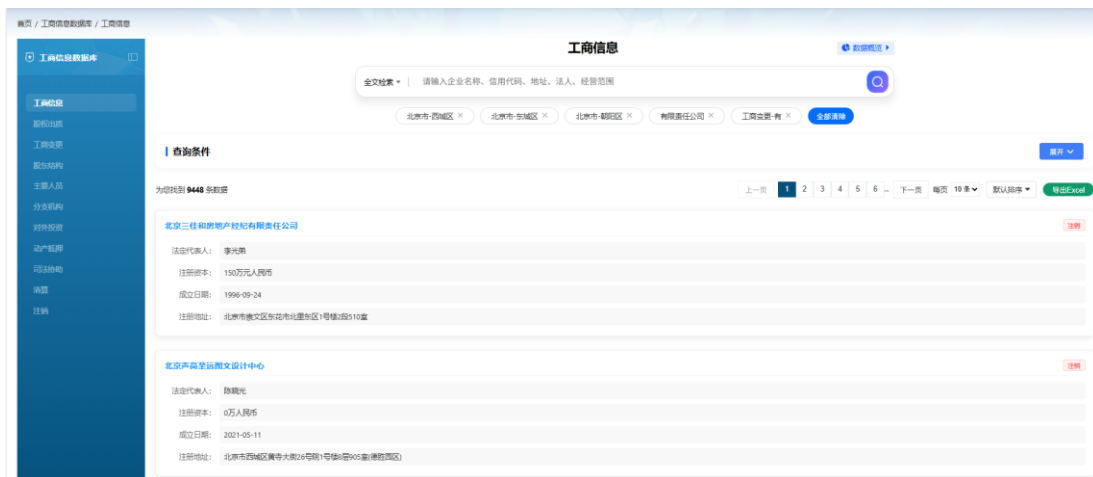 首页 / 工商信息数据库 / 工商信息
工商信息数据库
工商信息
股权出质
工商变更
股东结构
主要人员
分支机构
对外投资
动产抵押
司法协助
清算
注销
工商信息
数据概览
全文检索
请输入企业名称、信用代码、地址、法人、经营范围
北京市-西城区 ×
北京市-东城区 ×
北京市-朝阳区 ×
有限责任公司 ×
工商变更-有 ×
全部清除
查询条件
展开
为您找到 9448 条数据
上一页 1 2 3 4 5 6 ... 下一页 每页 10 条 默认排序 导出Excel
北京三佳和房地产经纪有限责任公司
注销
法定代表人: 李光弟
注册资本: 150万元人民币
成立日期: 1996-09-24
注册地址: 北京市崇文区东花市北里东区1号楼2段510室
北京声高至远图文设计中心
注销
法定代表人: 陈晓光
注册资本: 0万人民币
成立日期: 2021-05-11
注册地址: 北京市西城区黄寺大街26号院1号楼8层905室(德胜园区)